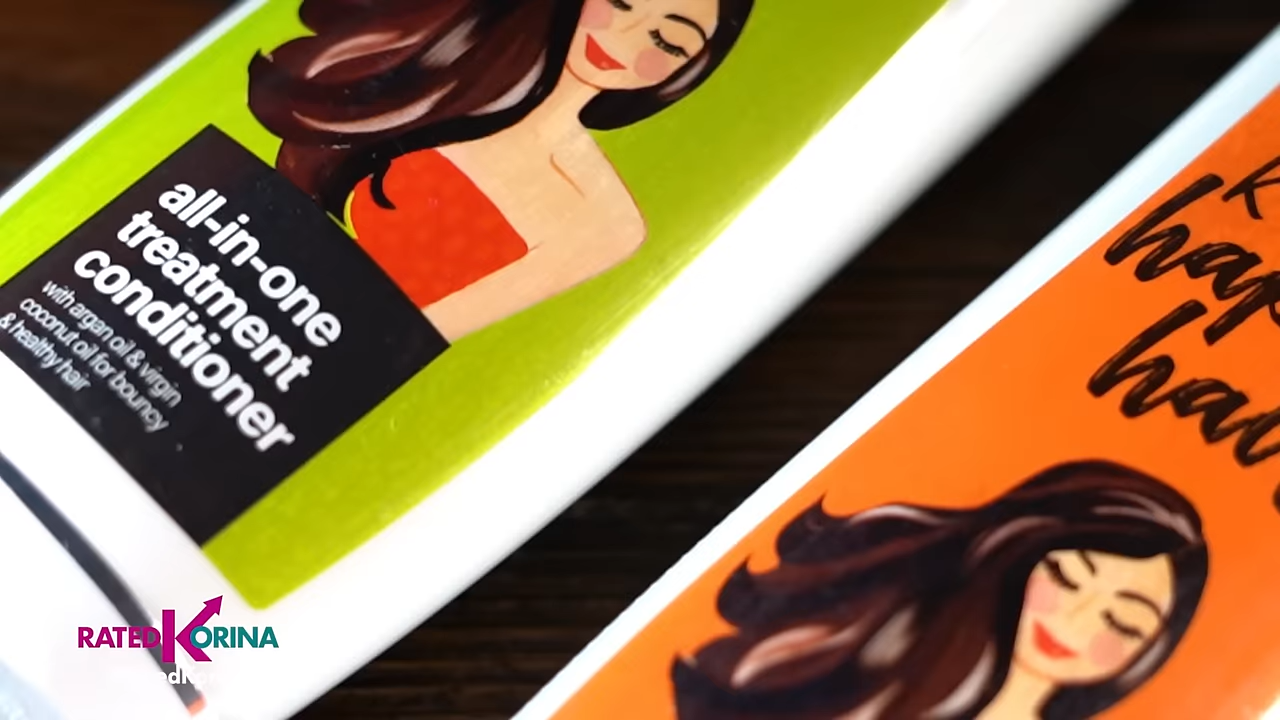 all-in-one
treatment
conditioner
with argan oil & virgin
coconut oil for bouncy
& healthy hair
RATED KORINA